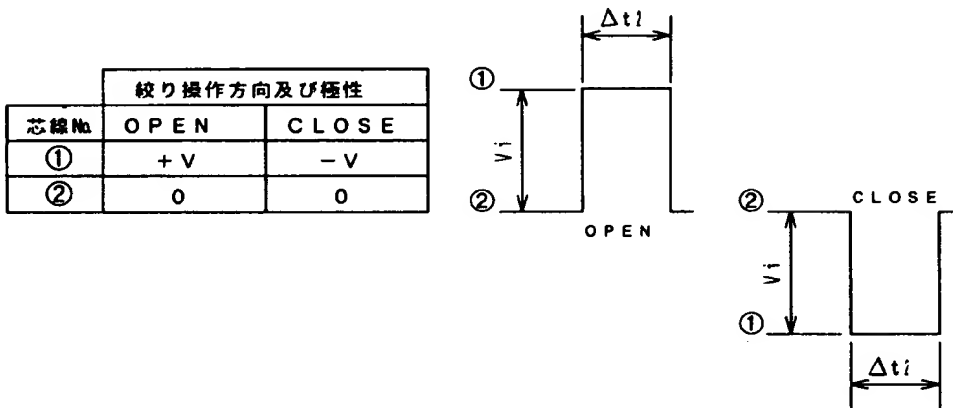 絞り操作方向及び極性
芯線№ OPEN CLOSE
① +V −V
② 0 0
Δti
①
Vi
②
OPEN
② CLOSE
Vi
①
Δti